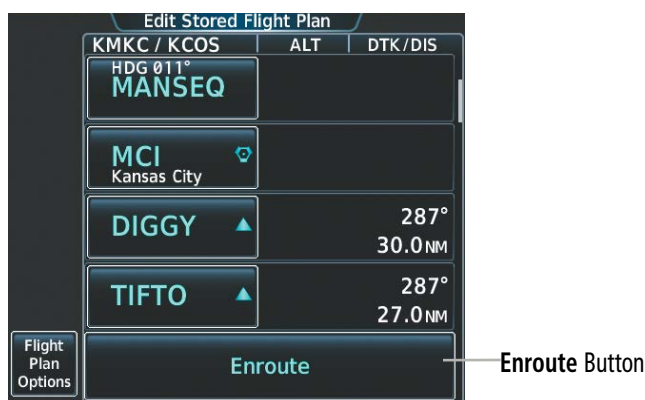 Edit Stored Flight Plan
KMKC / KCOS ALT DTK/DIS
HDG 011°
MANSEQ
MCI
Kansas City
DIGGY
287°
30.0NM
TIFTO
287°
27.0NM
Flight
Plan
Options
Enroute
Enroute Button